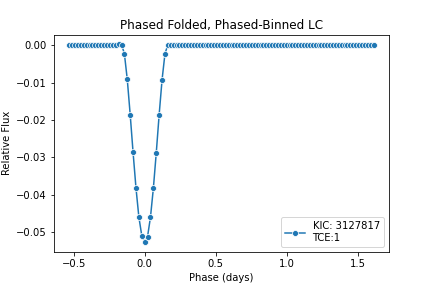 Phased Folded, Phased-Binned LC
0.00
−0.01
−0.02
−0.03
−0.04
−0.05
Relative Flux
KIC: 3127817
TCE:1
−0.5 0.0 0.5 1.0 1.5
Phase (days)